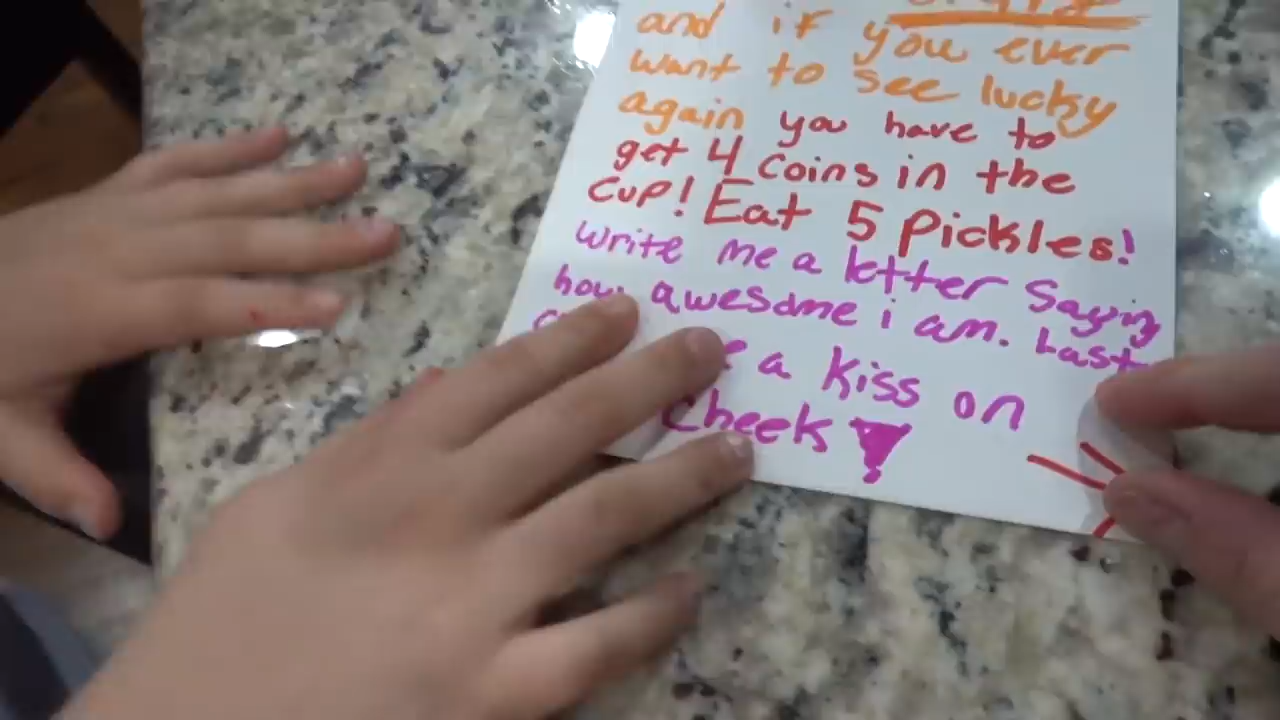 and if you ever
want to see lucky
again you have to
get 4 coins in the
cup! Eat 5 Pickles!
write me a letter saying
how awesome i am. Last
a kiss on
cheek